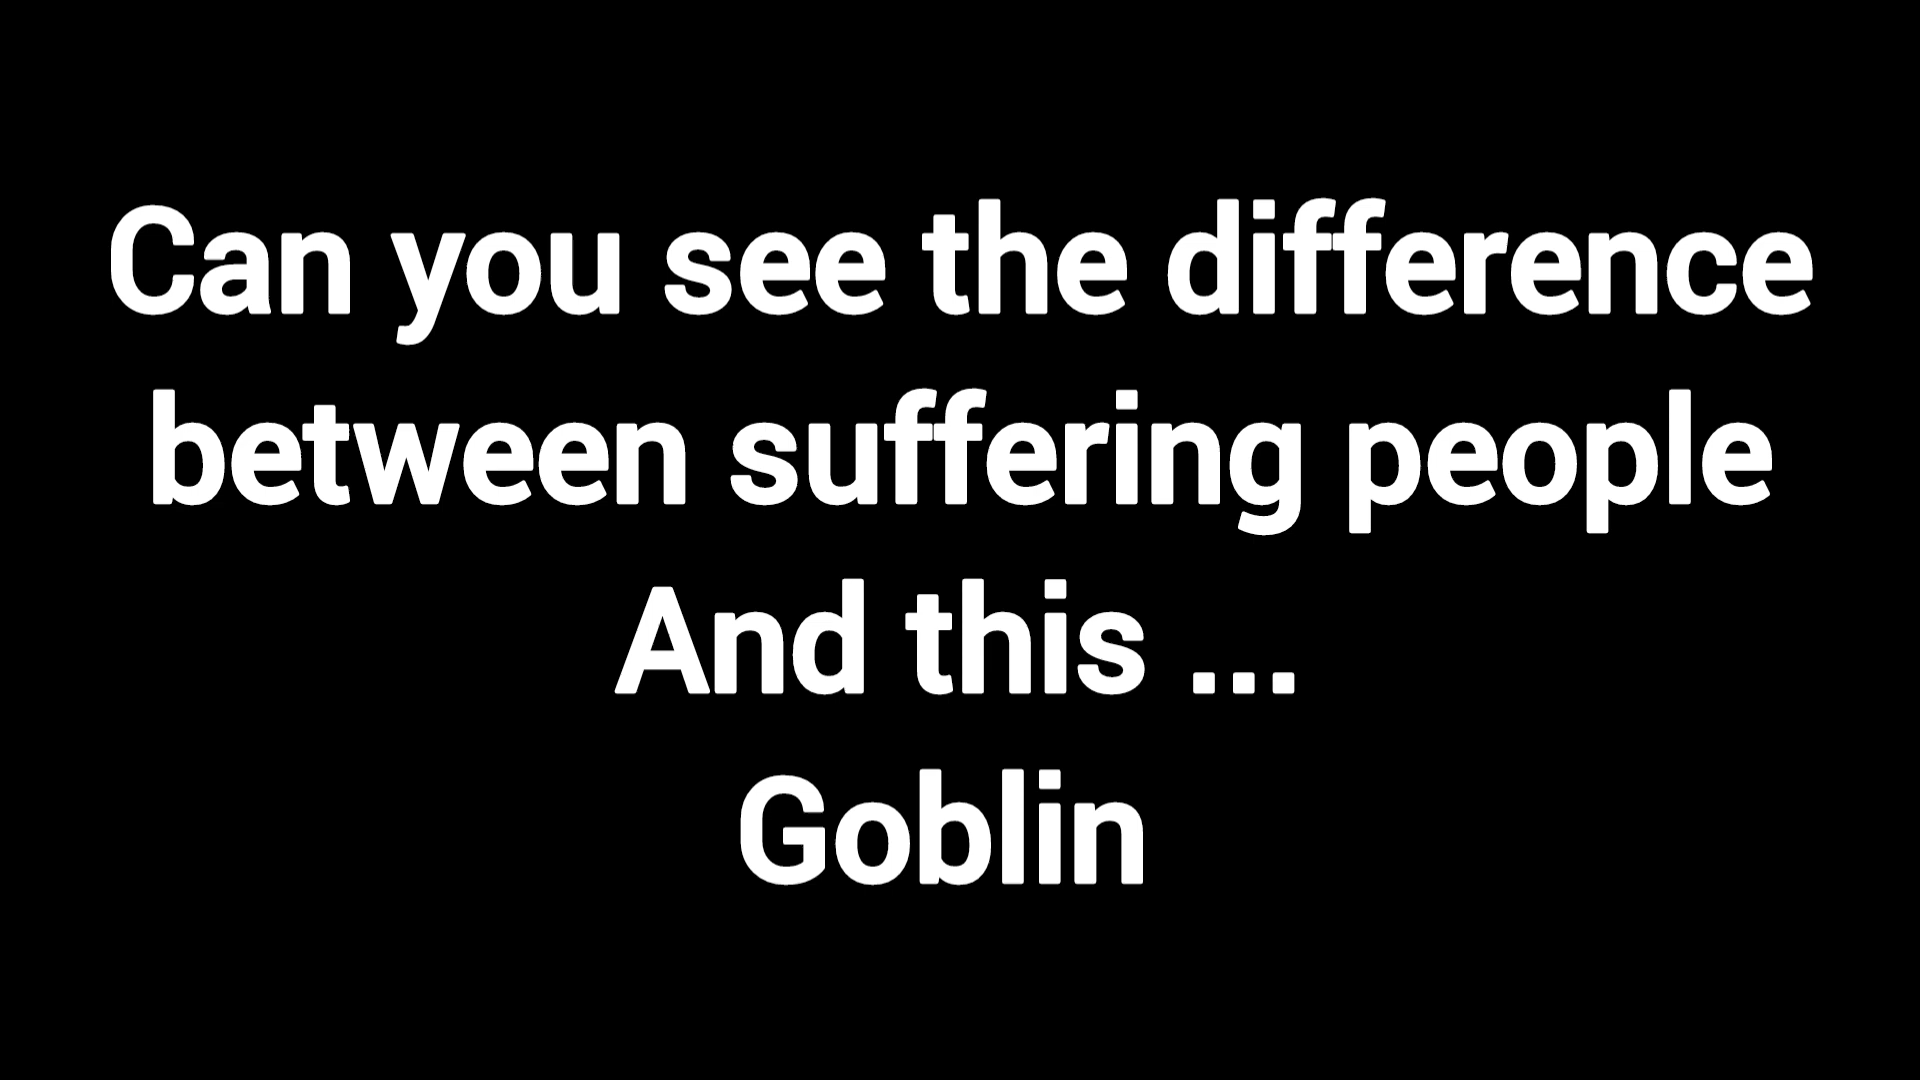 Can you see the difference
between suffering people
And this ...
Goblin